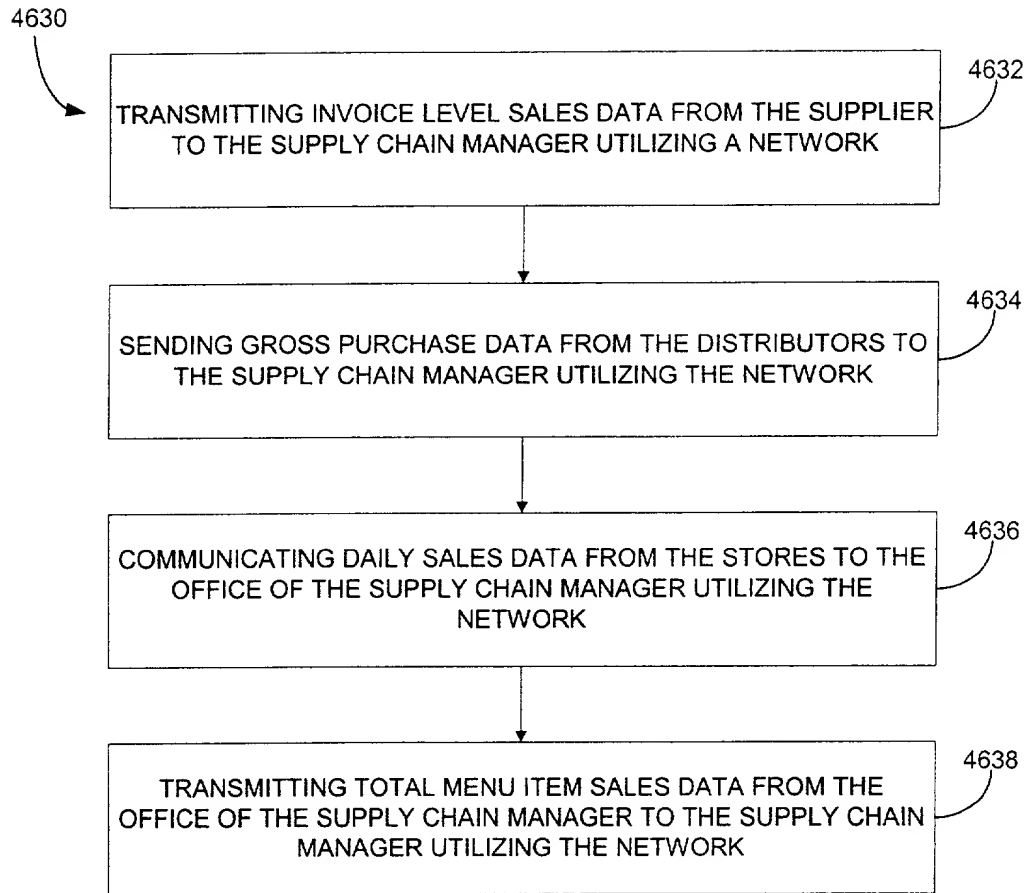 4630
4632
TRANSMITTING INVOICE LEVEL SALES DATA FROM THE SUPPLIER
TO THE SUPPLY CHAIN MANAGER UTILIZING A NETWORK
4634
SENDING GROSS PURCHASE DATA FROM THE DISTRIBUTORS TO
THE SUPPLY CHAIN MANAGER UTILIZING THE NETWORK
4636
COMMUNICATING DAILY SALES DATA FROM THE STORES TO THE
OFFICE OF THE SUPPLY CHAIN MANAGER UTILIZING THE
NETWORK
4638
TRANSMITTING TOTAL MENU ITEM SALES DATA FROM THE
OFFICE OF THE SUPPLY CHAIN MANAGER TO THE SUPPLY CHAIN
MANAGER UTILIZING THE NETWORK